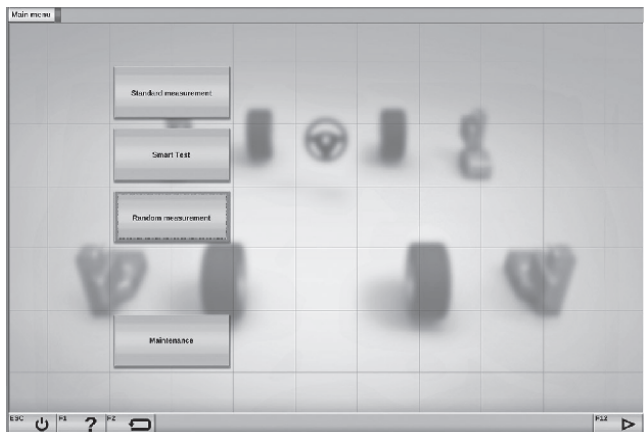 Main menu
Standard measurement
Smart Test
Random measurement
Maintenance
ESC F1 ? F2 F12